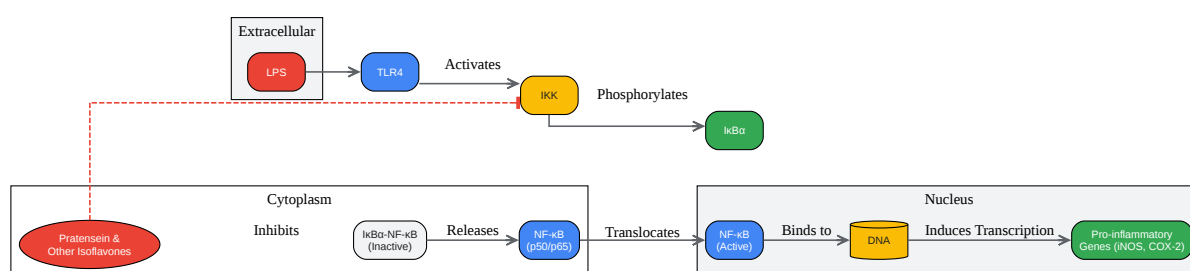 Extracellular
LPS
TLR4
Activates
IKK
Phosphorylates
IκBα
Cytoplasm
Pratensein &
Other Isoflavones
Inhibits
IκBα-NF-κB
(Inactive)
Releases
NF-κB
(p50/p65)
Translocates
Nucleus
NF-κB
(Active)
Binds to
DNA
Induces Transcription
Pro-inflammatory
Genes (iNOS, COX-2)